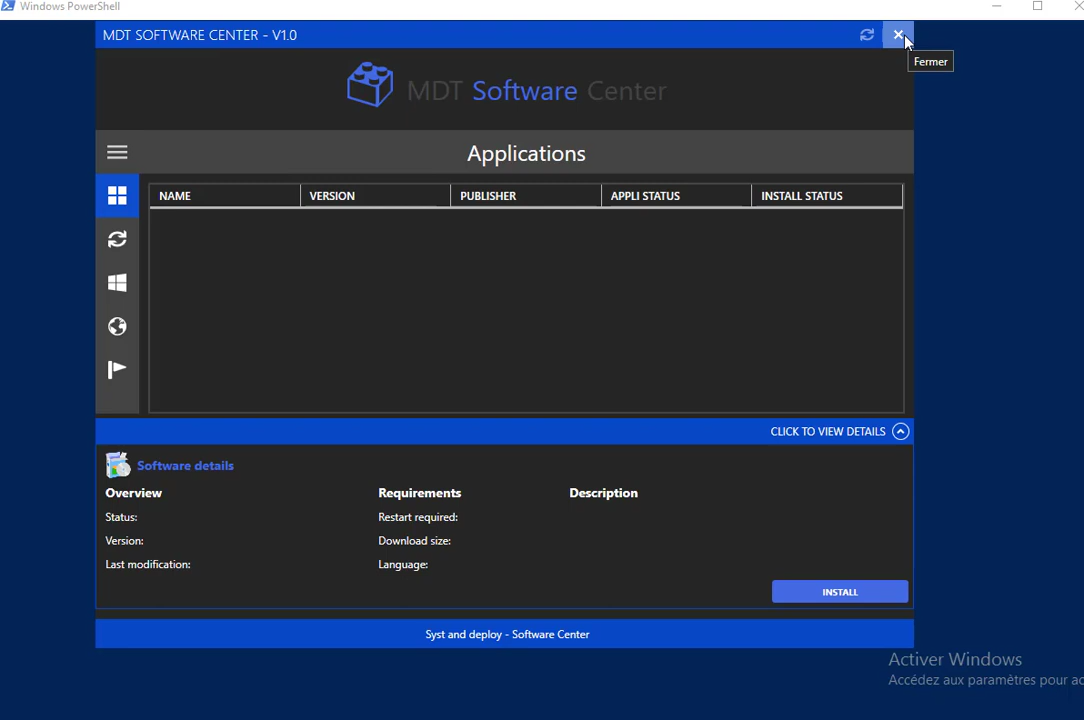 Windows PowerShell
MDT SOFTWARE CENTER - V1.0
Fermer
MDT Software Center
Applications
NAME VERSION PUBLISHER APPLI STATUS INSTALL STATUS
CLICK TO VIEW DETAILS
Software details
Overview Requirements Description
Status: Restart required:
Version: Download size:
Last modification: Language:
INSTALL
Syst and deploy - Software Center
Activer Windows
Accédez aux paramètres pour ac